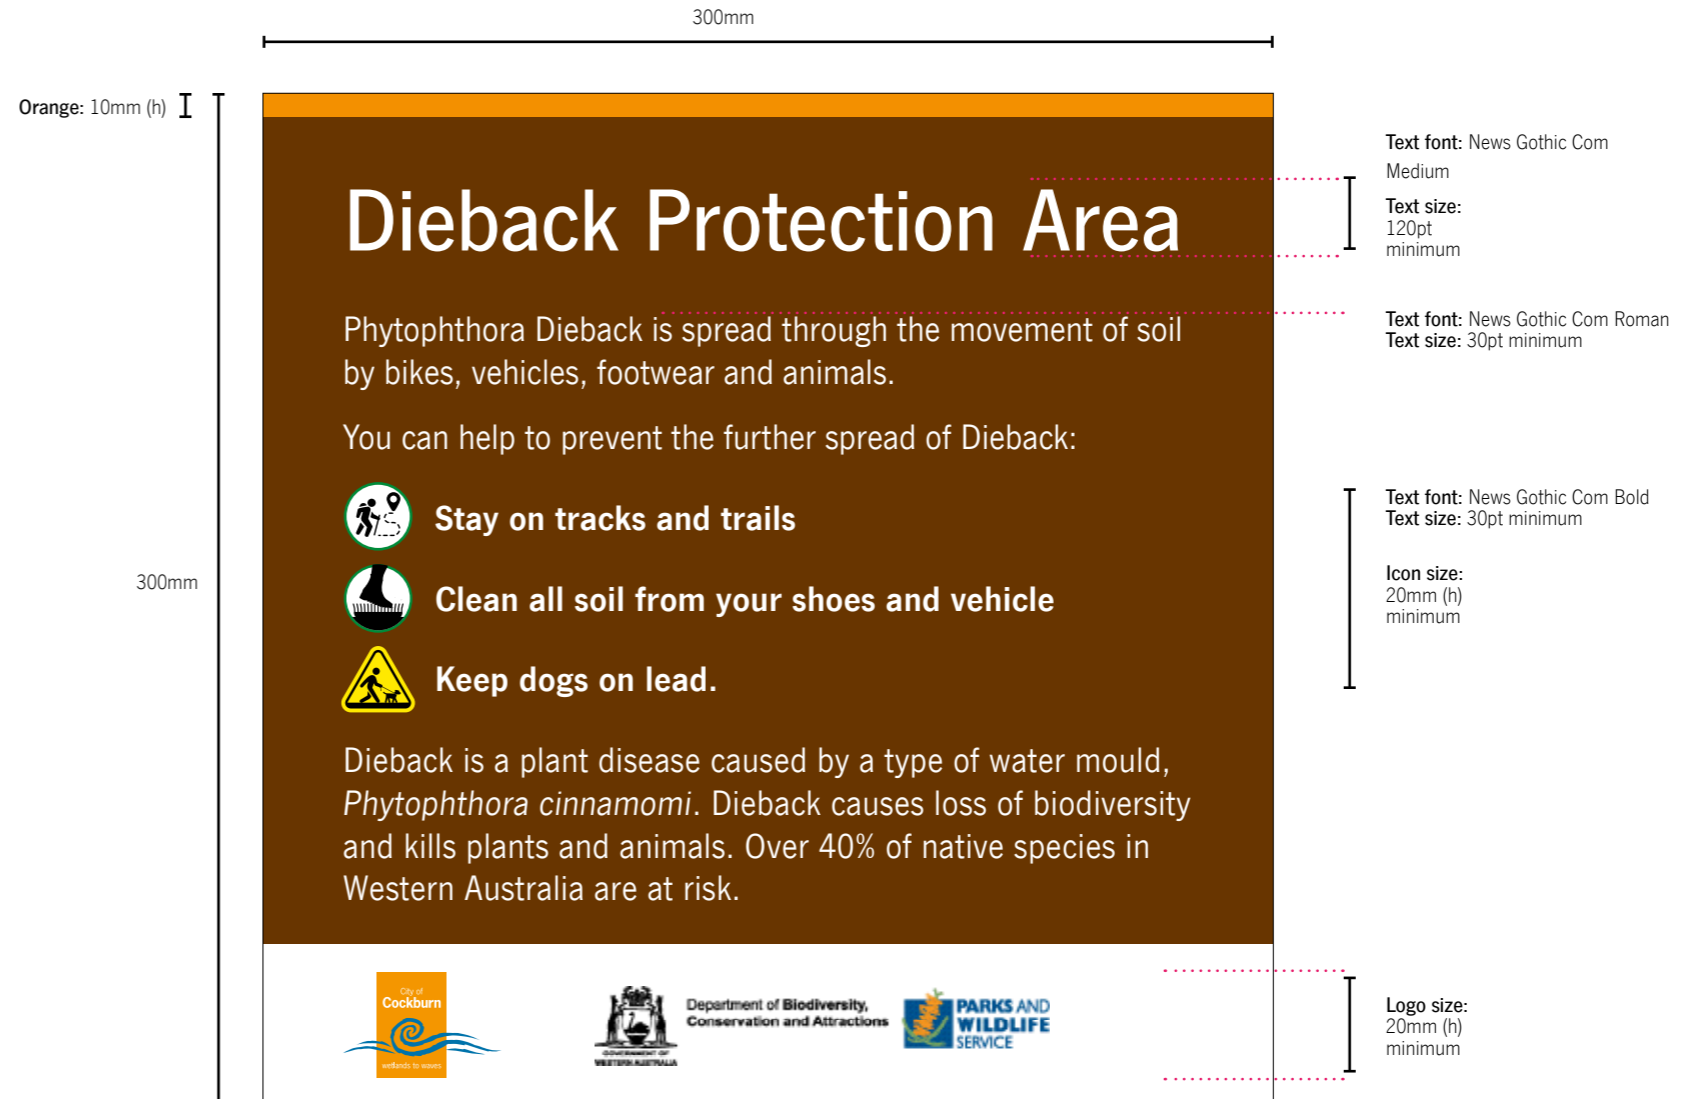 300mm
Orange: 10mm (h)
Text font: News Gothic Com
Medium
Text size:
120pt
minimum
Dieback Protection Area
Text font: News Gothic Com Roman
Text size: 30pt minimum
Phytophthora Dieback is spread through the movement of soil
by bikes, vehicles, footwear and animals.
You can help to prevent the further spread of Dieback:
Text font: News Gothic Com Bold
Text size: 30pt minimum
Stay on tracks and trails
300mm
Icon size:
20mm (h)
minimum
Clean all soil from your shoes and vehicle
Keep dogs on lead.
Dieback is a plant disease caused by a type of water mould,
Phytophthora cinnamomi. Dieback causes loss of biodiversity
and kills plants and animals. Over 40% of native species in
Western Australia are at risk.
City of
Cockburn
wetlands to waves
GOVERNMENT OF
WESTERN AUSTRALIA
Department of Biodiversity,
Conservation and Attractions
PARKS AND
WILDLIFE
SERVICE
Logo size:
20mm (h)
minimum